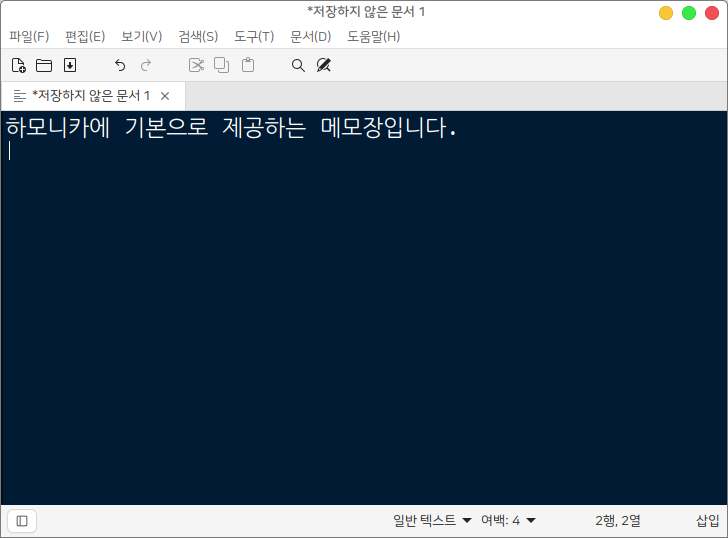 *저장하지 않은 문서 1
파일(F) 편집(E) 보기(V) 검색(S) 도구(T) 문서(D) 도움말(H)
*저장하지 않은 문서 1
하모니카에 기본으로 제공하는 메모장입니다.
일반 텍스트 여백: 4 2행, 2열 삽입